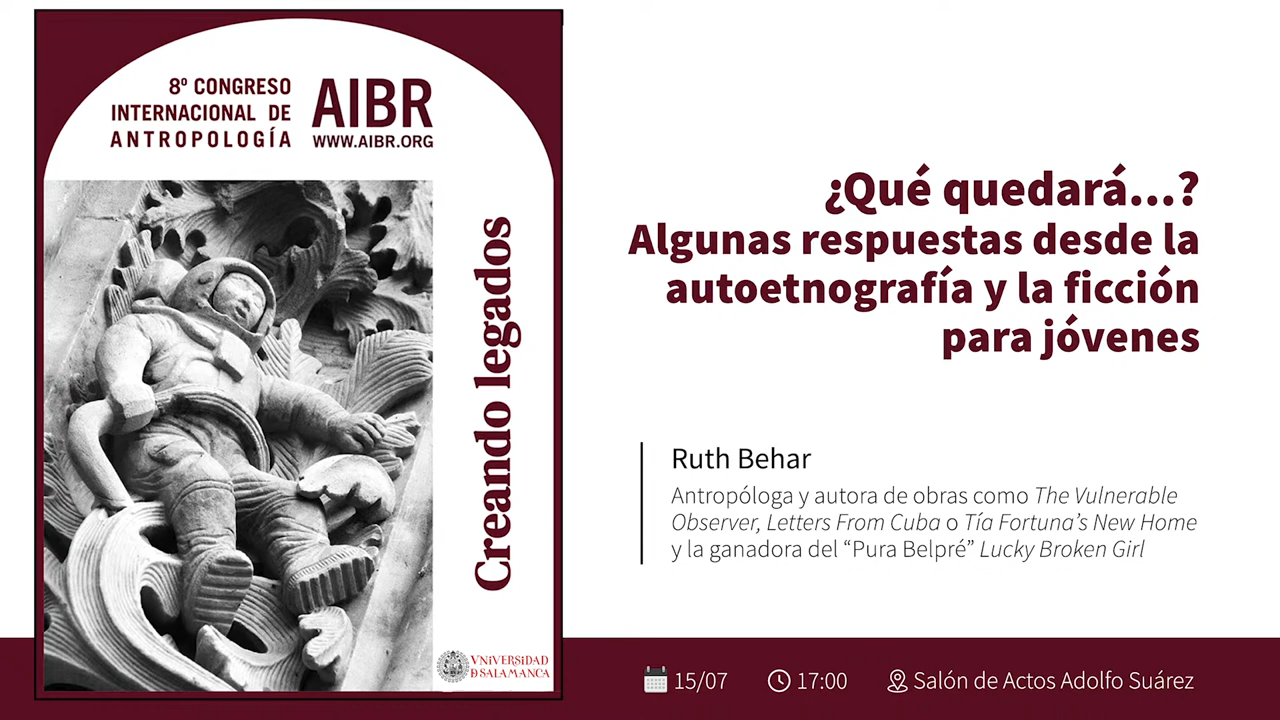 8º CONGRESO
INTERNACIONAL DE
ANTROPOLOGÍA
AIBR
WWW.AIBR.ORG
Creando legados
VNiVERSiDAD
D SALAMANCA
¿Qué quedará...?
Algunas respuestas desde la
autoetnografía y la ficción
para jóvenes
Ruth Behar
Antropóloga y autora de obras como The Vulnerable
Observer, Letters From Cuba o Tía Fortuna’s New Home
y la ganadora del “Pura Belpré” Lucky Broken Girl
15/07
17:00
Salón de Actos Adolfo Suárez